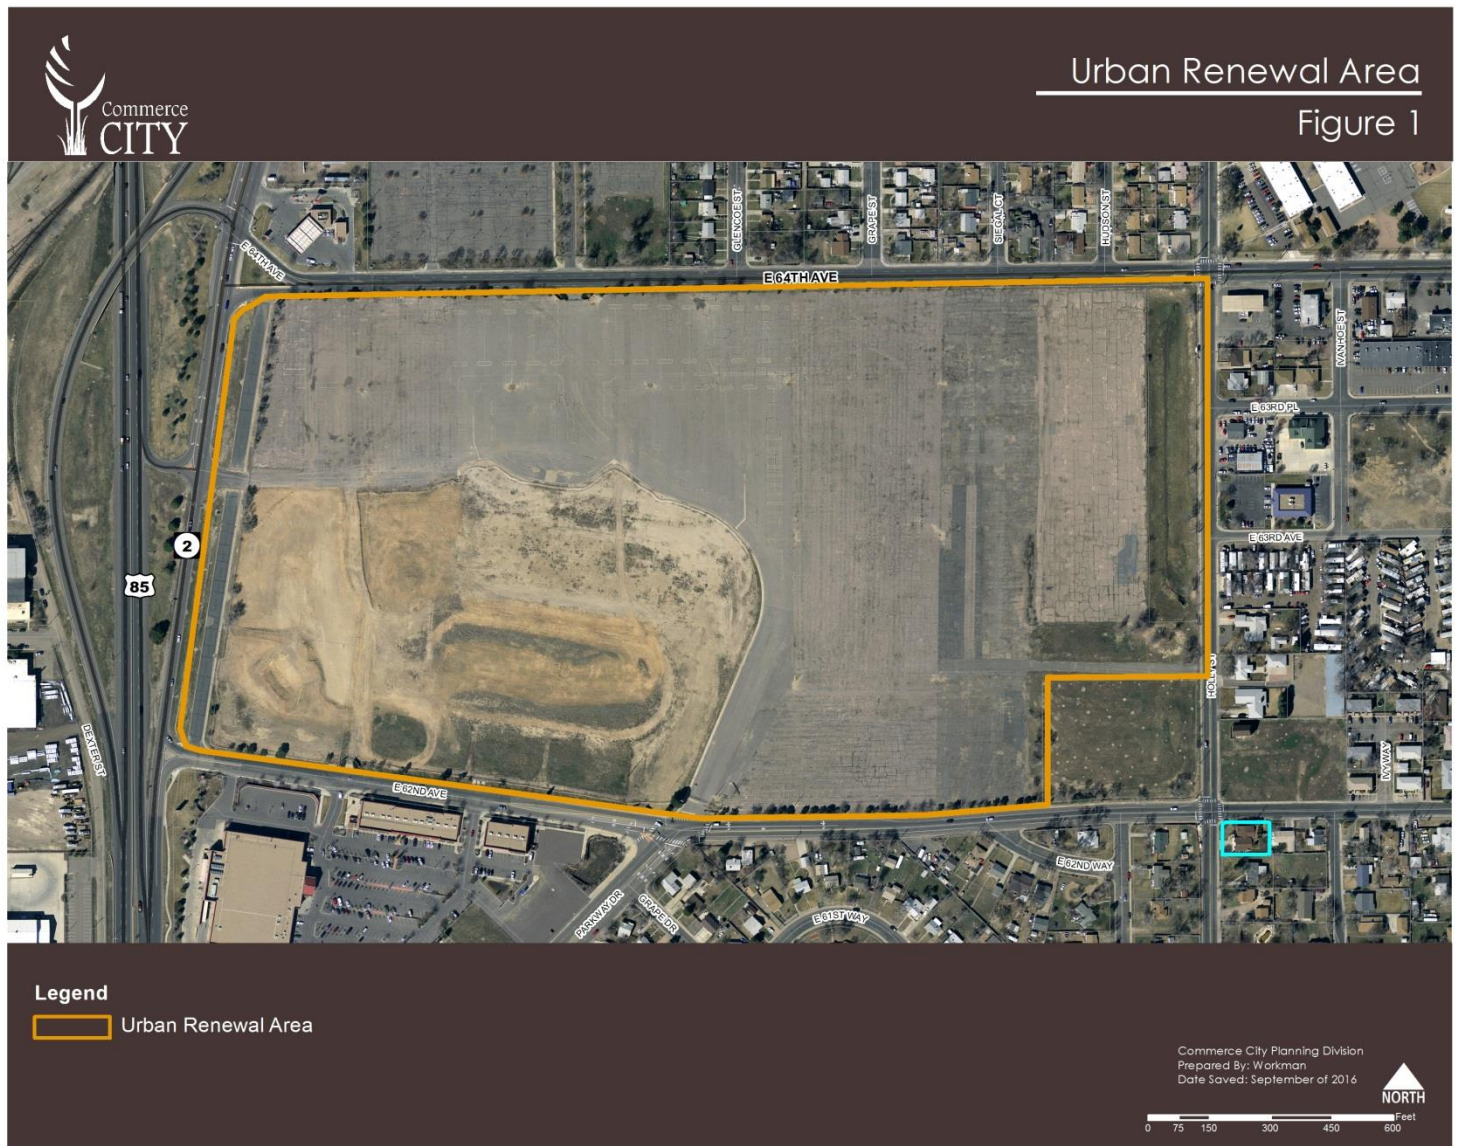 Commerce
CITY
Urban Renewal Area
Figure 1
GLENCOE ST
GRAPE ST
SIEGAL CT
HUDSON ST
E 64TH AVE
E 64TH AVE
IVANHOE ST
E 63RD PL
E 63RD AVE
2
85
HOLLY ST
DEXTER ST
IVY WAY
E 62ND AVE
E 62ND WAY
PARKWAY DR
GRAPE DR
E 61ST WAY
Legend
Urban Renewal Area
Commerce City Planning Division
Prepared By: Workman
Date Saved: September of 2016
NORTH
Feet
0 75 150 300 450 600